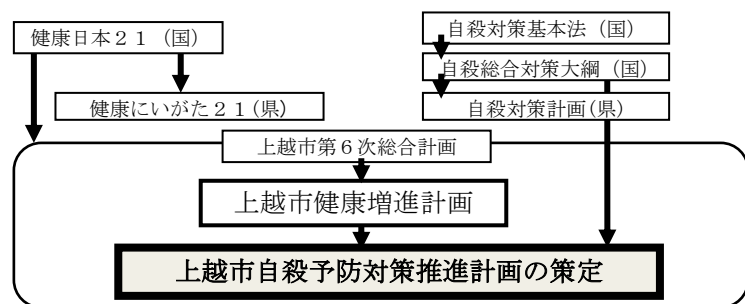 健康日本２１（国）
自殺対策基本法（国）
自殺総合対策大綱（国）
健康にいがた２１(県)
自殺対策計画(県)
上越市第６次総合計画
上越市健康増進計画
上越市自殺予防対策推進計画の策定